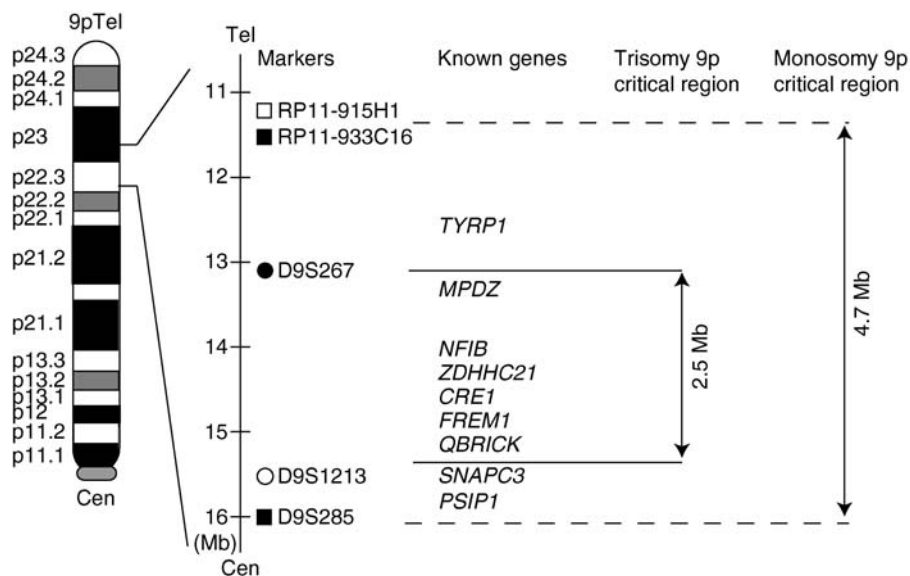 9pTel
p24.3
p24.2
p24.1
p23
p22.3
p22.2
p22.1
p21.2
p21.1
p13.3
p13.2
p13.1
p12
p11.2
p11.1
Cen
Tel
11
12
13
14
15
16
(Mb)
Cen
Markers
RP11-915H1
RP11-933C16
D9S267
D9S1213
D9S285
Known genes
TYRP1
MPDZ
NFIB
ZDHHC21
CRE1
FREM1
QBRICK
SNAPC3
PSIP1
Trisomy 9p
critical region
2.5 Mb
Monosomy 9p
critical region
4.7 Mb